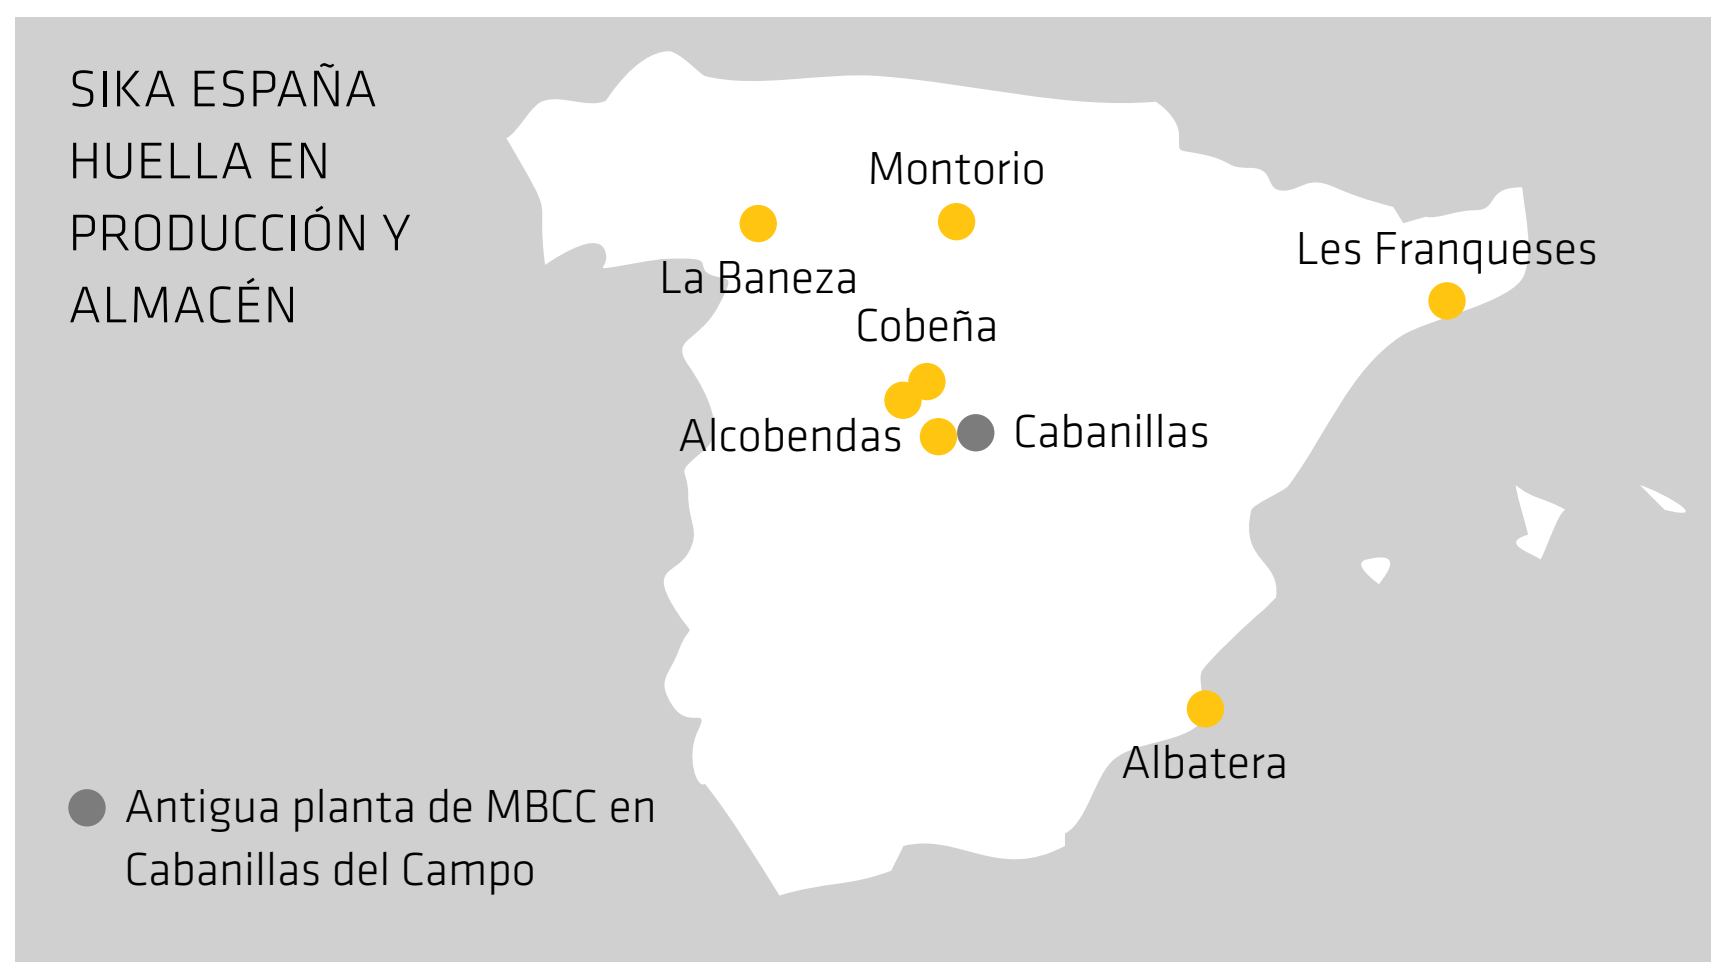 SIKA ESPAÑA
HUELLA EN
PRODUCCIÓN Y
ALMACÉN
Montorio
Les Franqueses
La Baneza
Cobeña
Alcobendas
Cabanillas
Albatera
Antigua planta de MBCC en
Cabanillas del Campo